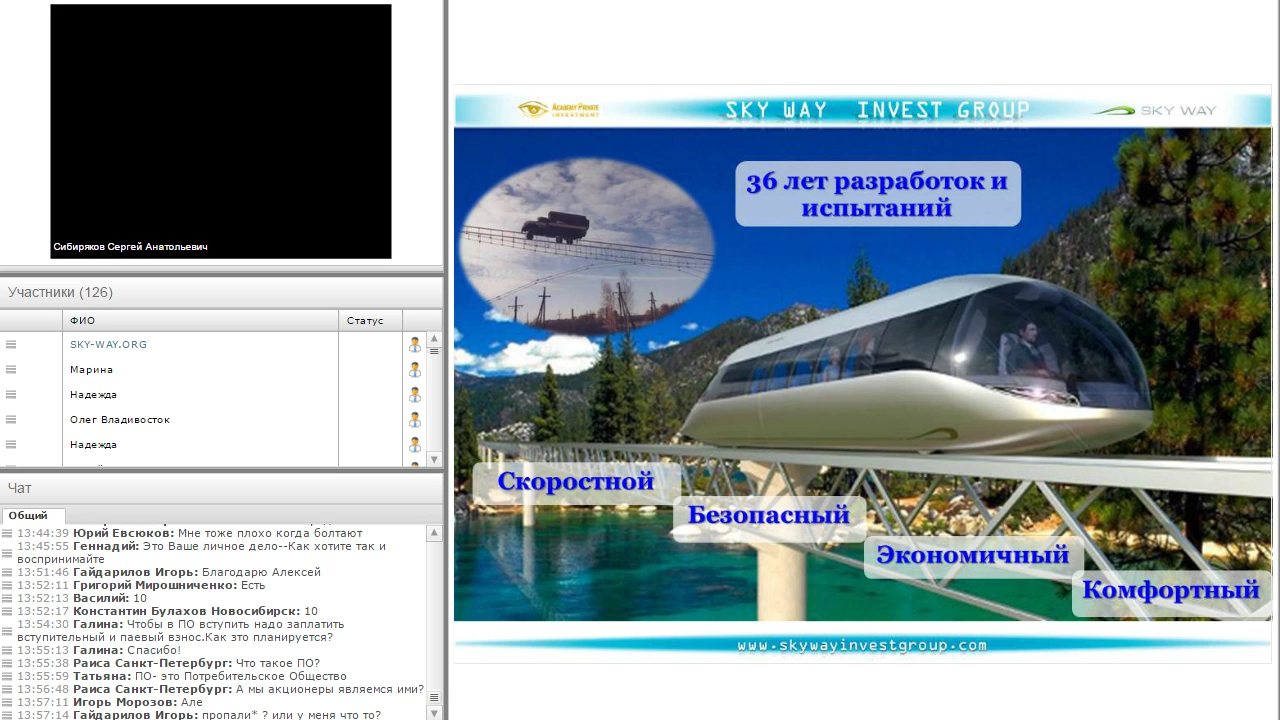 Сибиряков Сергей Анатольевич
Участники (126)
ФИО
Статус
SKY-WAY.ORG
Марина
Надежда
Олег Владивосток
Надежда
Чат
Общий
13:44:39 Юрий Евсюков: Мне тоже плохо когда болтают
13:45:55 Геннадий: Это Ваше личное дело--Как хотите так и
воспринимайте
13:51:46 Гайдарилов Игорь: Благодарю Алексей
13:52:11 Григорий Мирошниченко: Есть
13:52:13 Василий: 10
13:52:17 Константин Булахов Новосибирск: 10
13:54:30 Галина: Чтобы в ПО вступить надо заплатить
вступительный и паевый взнос.Как это планируется?
13:55:13 Галина: Спасибо!
13:55:38 Раиса Санкт-Петербург: Что такое ПО?
13:55:59 Татьяна: ПО- это Потребительское Общество
13:56:48 Раиса Санкт-Петербург: А мы акционеры являемся ими?
13:57:11 Игорь Морозов: Але
13:57:14 Гайдарилов Игорь: пропали* ? или у меня что то?
ACADEMY PRIVATE
INVESTMENT
SKY WAY INVEST GROUP
SKY WAY
36 лет разработок и
испытаний
Скоростной
Безопасный
Экономичный
Комфортный
www.skywayinvestgroup.com